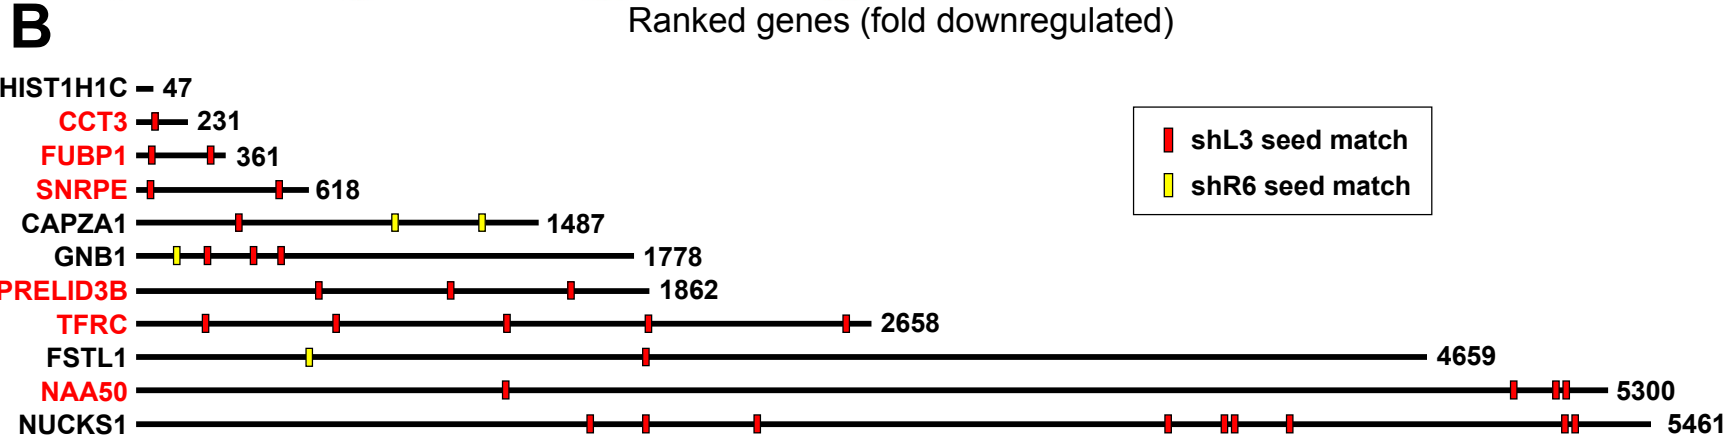 B
Ranked genes (fold downregulated)
HIST1H1C 47
CCT3 231
FUBP1 361
SNRPE 618
CAPZA1 1487
GNB1 1778
PRELID3B 1862
TFRC 2658
FSTL1 4659
NAA50 5300
NUCKS1 5461
shL3 seed match
shR6 seed match